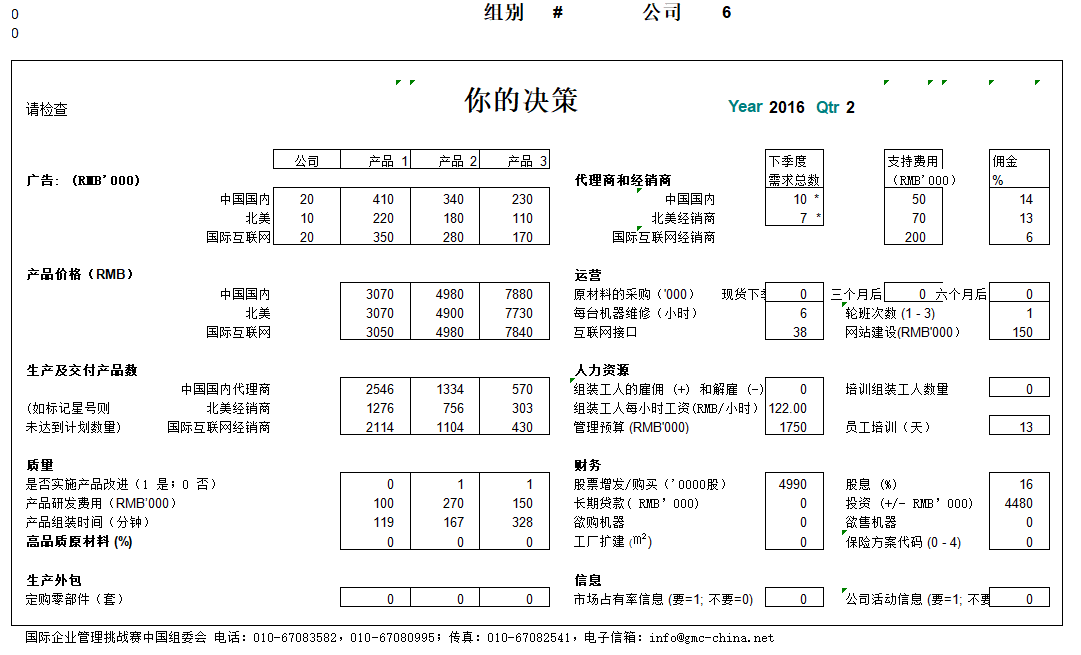 0
0
组别 # 公司 6
请检查 你的决策 Year 2016 Qtr 2
公司 产品 1 产品 2 产品 3 下季度 支持费用 佣金
广告: (RMB'000) 代理商和经销商 需求总数 (RMB'000) %
中国国内 20 410 340 230 中国国内 10 * 50 14
北美 10 220 180 110 北美经销商 7 * 70 13
国际互联网 20 350 280 170 国际互联网经销商 200 6
产品价格(RMB) 运营
中国国内 3070 4980 7880 原材料的采购('000) 现货下季 0 三个月后 0 六个月后 0
北美 3070 4900 7730 每台机器维修(小时) 6 轮班次数 (1 - 3) 1
国际互联网 3050 4980 7840 互联网接口 38 网站建设(RMB'000) 150
生产及交付产品数 人力资源
中国国内代理商 2546 1334 570 组装工人的雇佣 (+) 和解雇 (-) 0 培训组装工人数量 0
(如标记星号则 北美经销商 1276 756 303 组装工人每小时工资(RMB/小时) 122.00
未达到计划数量) 国际互联网经销商 2114 1104 430 管理预算 (RMB'000) 1750 员工培训(天) 13
质量 财务
是否实施产品改进(1 是;0 否) 0 1 1 股票增发/购买('0000股) 4990 股息 (%) 16
产品研发费用(RMB'000) 100 270 150 长期贷款( RMB' 000) 0 投资 (+/- RMB' 000) 4480
产品组装时间(分钟) 119 167 328 欲购机器 0 欲售机器 0
高品质原材料 (%) 0 0 0 工厂扩建 (m²) 0 保险方案代码 (0 - 4) 0
生产外包 信息
定购零部件(套) 0 0 0 市场占有率信息 (要=1; 不要=0) 0 公司活动信息 (要=1; 不要 0
国际企业管理挑战赛中国组委会 电话: 010-67083582, 010-67080995; 传真: 010-67082541, 电子信箱: info@gmc-china.net